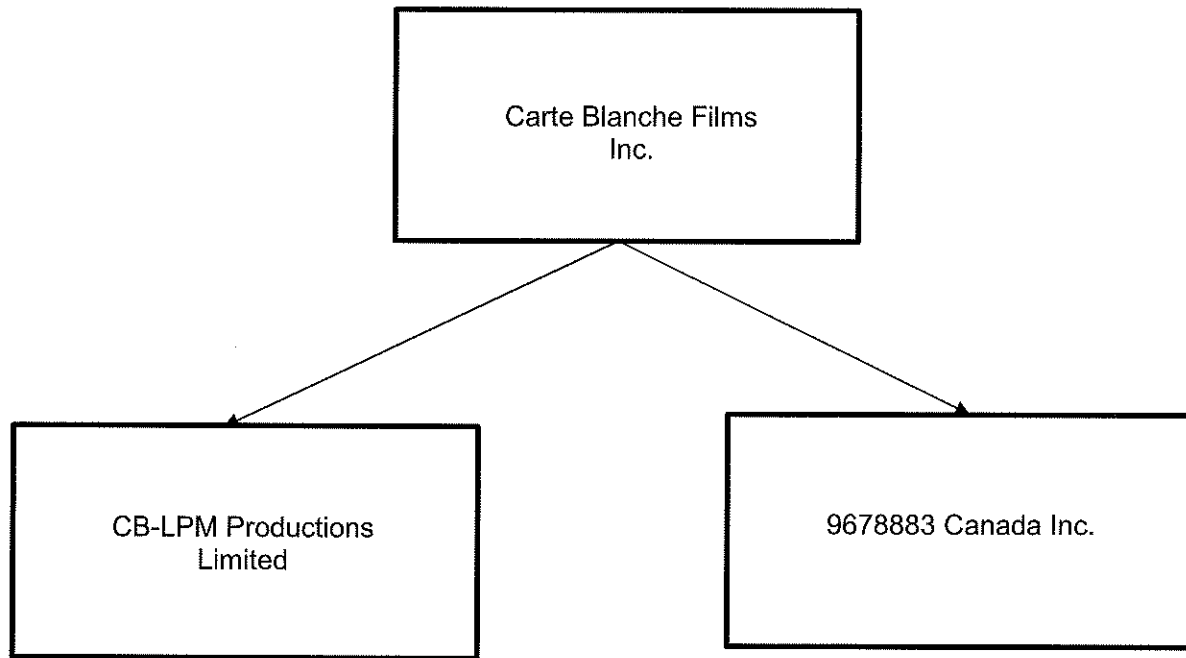 Carte Blanche Films
Inc.
CB-LPM Productions
Limited
9678883 Canada Inc.